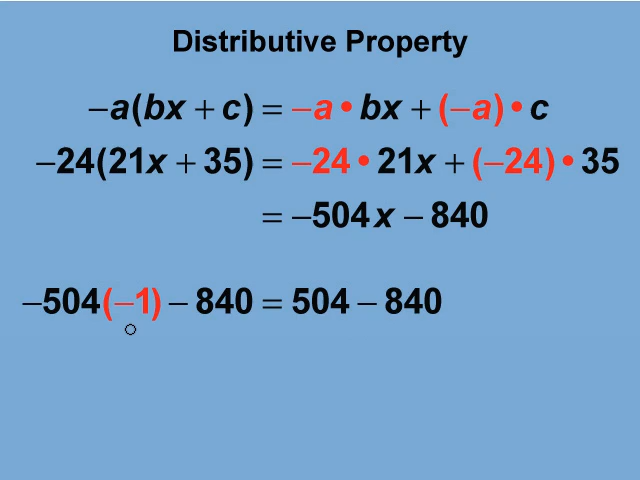 Distributive Property
−a(bx + c) = −a • bx + (−a) • c
−24(21x + 35) = −24 • 21x + (−24) • 35
= −504x − 840
−504(−1) − 840 = 504 − 840